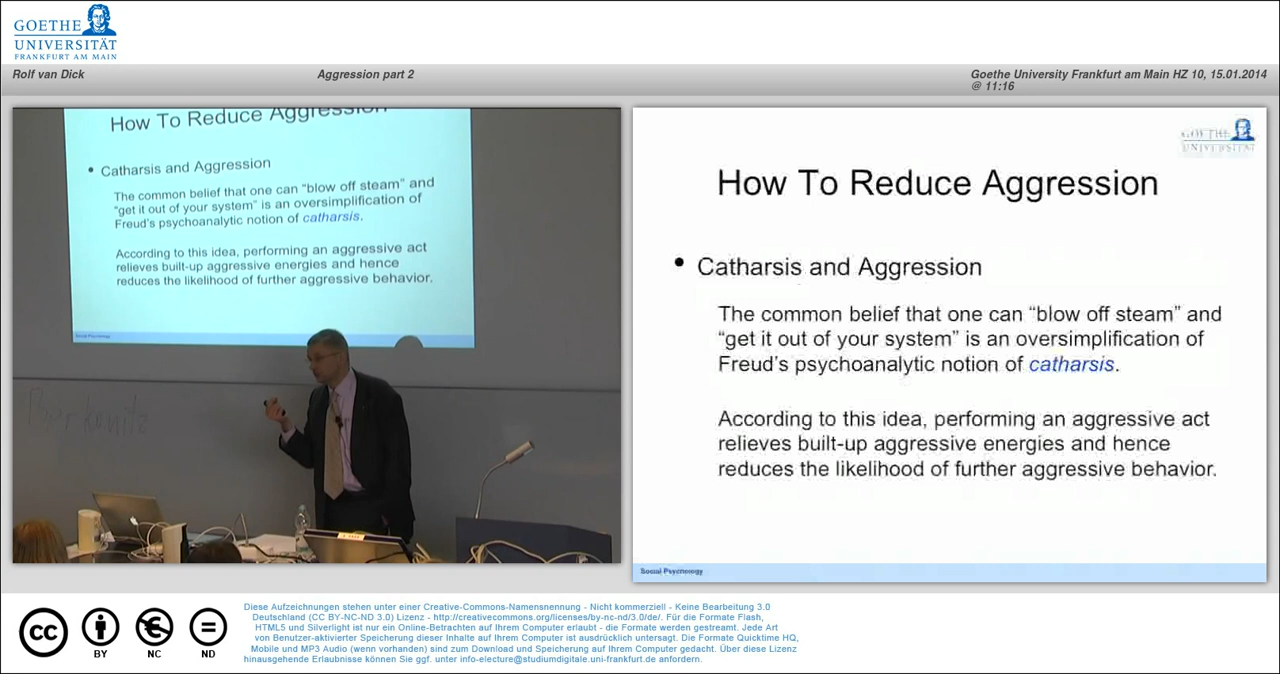 GOETHE
UNIVERSITÄT
FRANKFURT AM MAIN
Rolf van Dick
Aggression part 2
Goethe University Frankfurt am Main HZ 10, 15.01.2014
@ 11:16
How To Reduce Aggression
• Catharsis and Aggression
The common belief that one can “blow off steam” and
“get it out of your system” is an oversimplification of
Freud’s psychoanalytic notion of catharsis.
According to this idea, performing an aggressive act
relieves built-up aggressive energies and hence
reduces the likelihood of further aggressive behavior.
Social Psychology
Berkowitz
GOETHE
UNIVERSITÄT
How To Reduce Aggression
• Catharsis and Aggression
The common belief that one can “blow off steam” and
“get it out of your system” is an oversimplification of
Freud’s psychoanalytic notion of catharsis.
According to this idea, performing an aggressive act
relieves built-up aggressive energies and hence
reduces the likelihood of further aggressive behavior.
Social Psychology
cc
BY NC ND
Diese Aufzeichnungen stehen unter einer Creative-Commons-Namensnennung - Nicht kommerziell - Keine Bearbeitung 3.0
Deutschland (CC BY-NC-ND 3.0) Lizenz - http://creativecommons.org/licenses/by-nc-nd/3.0/de/. Für die Formate Flash,
HTML5 und Silverlight ist nur ein Online-Betrachten auf Ihrem Computer erlaubt - die Formate werden gestreamt. Jede Art
von Benutzer-aktivierter Speicherung dieser Inhalte auf Ihrem Computer ist ausdrücklich untersagt. Die Formate Quicktime HQ,
Mobile und MP3 Audio (wenn vorhanden) sind zum Download und Speicherung auf Ihrem Computer gedacht. Über diese Lizenz
hinausgehende Erlaubnisse können Sie ggf. unter info-electure@studiumdigitale.uni-frankfurt.de anfordern.